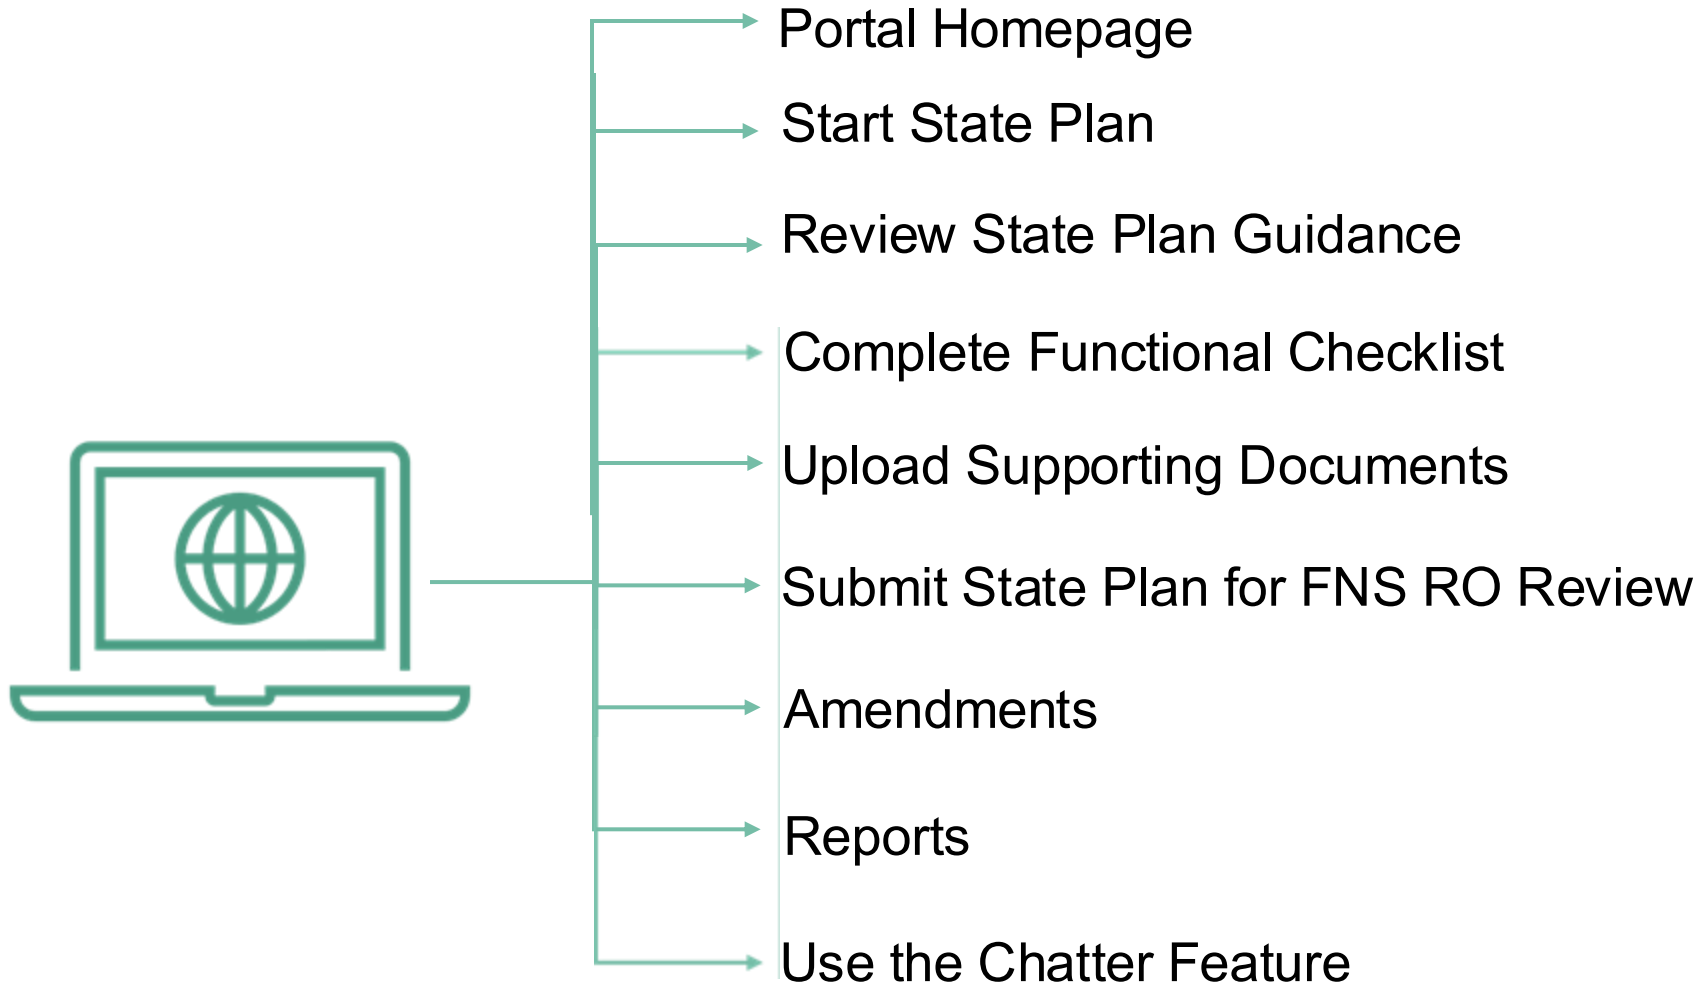 Portal Homepage
Start State Plan
Review State Plan Guidance
Complete Functional Checklist
Upload Supporting Documents
Submit State Plan for FNS RO Review
Amendments
Reports
Use the Chatter Feature